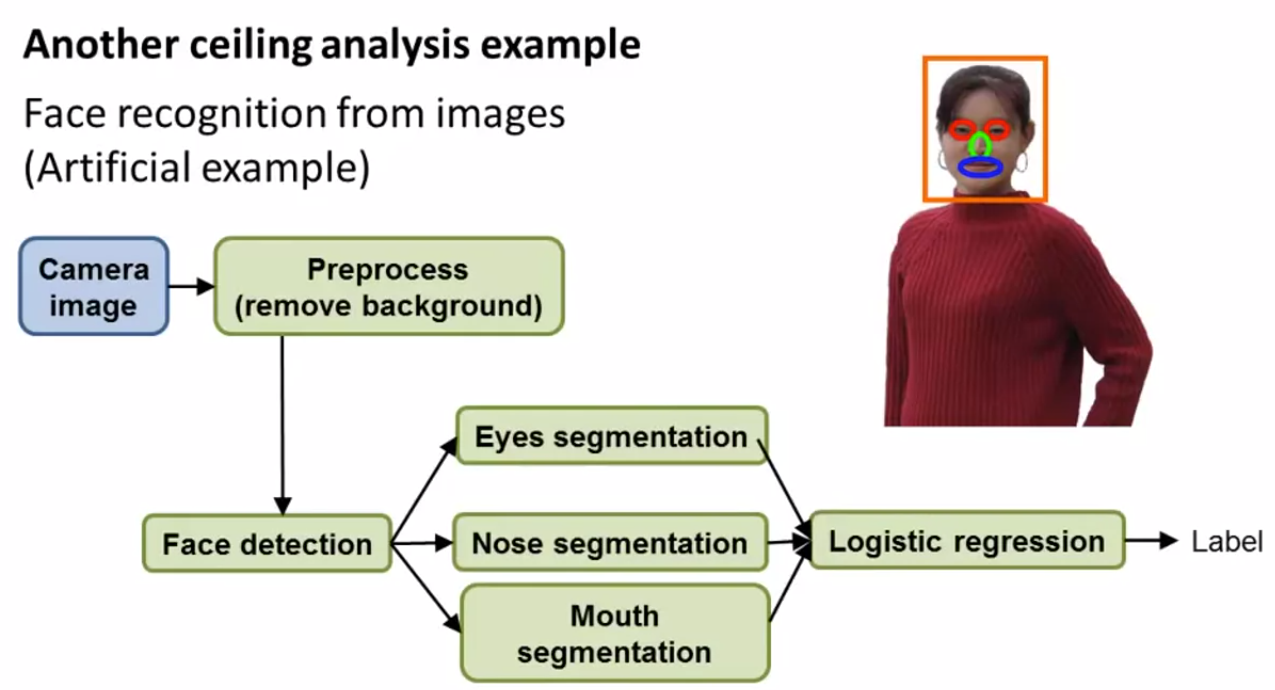 Another ceiling analysis example
Face recognition from images
(Artificial example)
Camera
image
Preprocess
(remove background)
Eyes segmentation
Face detection
Nose segmentation
Logistic regression
Label
Mouth
segmentation